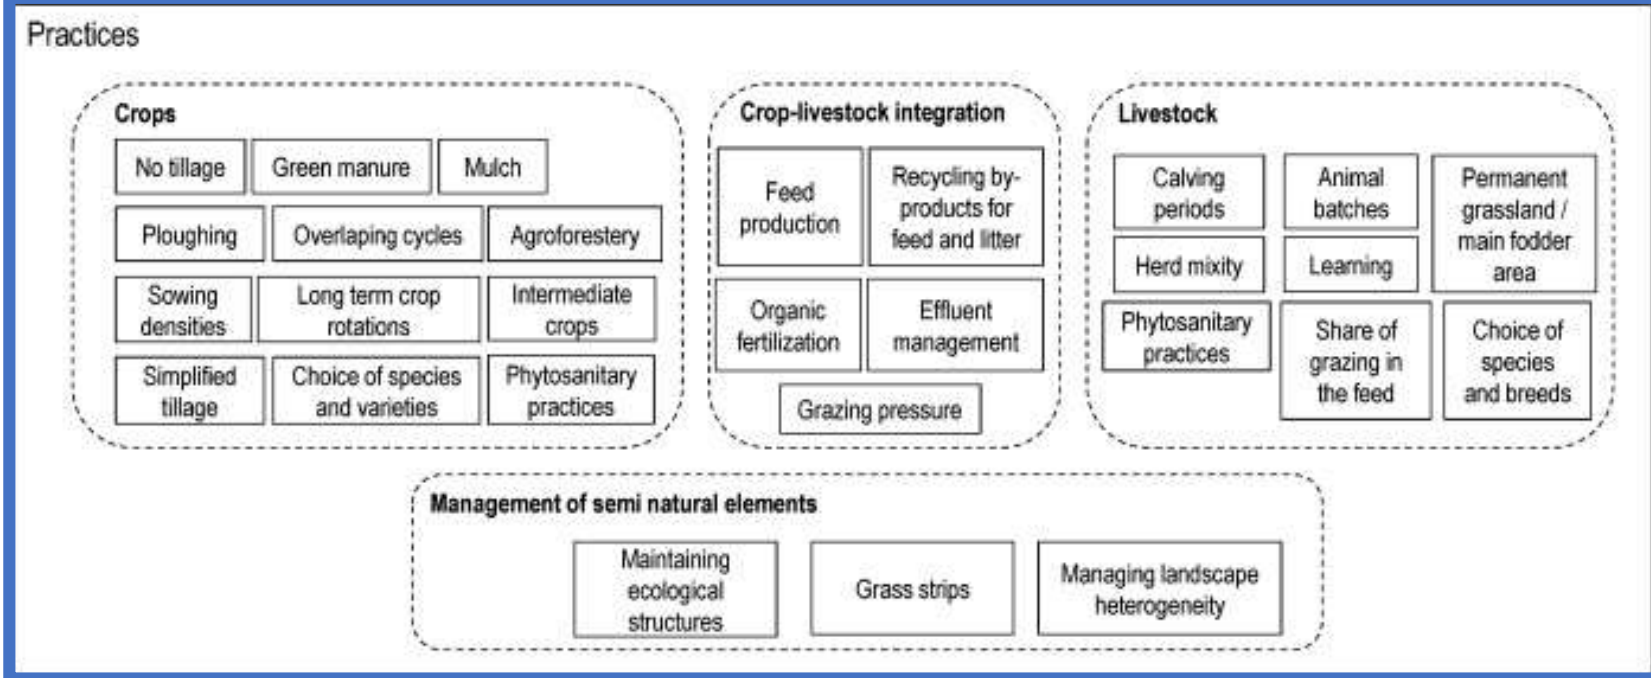 Practices
Crops
No tillage
Green manure
Mulch
Ploughing
Overlaping cycles
Agroforestery
Sowing
densities
Long term crop
rotations
Intermediate
crops
Simplified
tillage
Choice of species
and varieties
Phytosanitary
practices
Crop-livestock integration
Feed
production
Recycling by-
products for
feed and litter
Organic
fertilization
Effluent
management
Grazing pressure
Livestock
Calving
periods
Animal
batches
Permanent
grassland /
main fodder
area
Herd mixity
Learning
Phytosanitary
practices
Share of
grazing in
the feed
Choice of
species
and breeds
Management of semi natural elements
Maintaining
ecological
structures
Grass strips
Managing landscape
heterogeneity